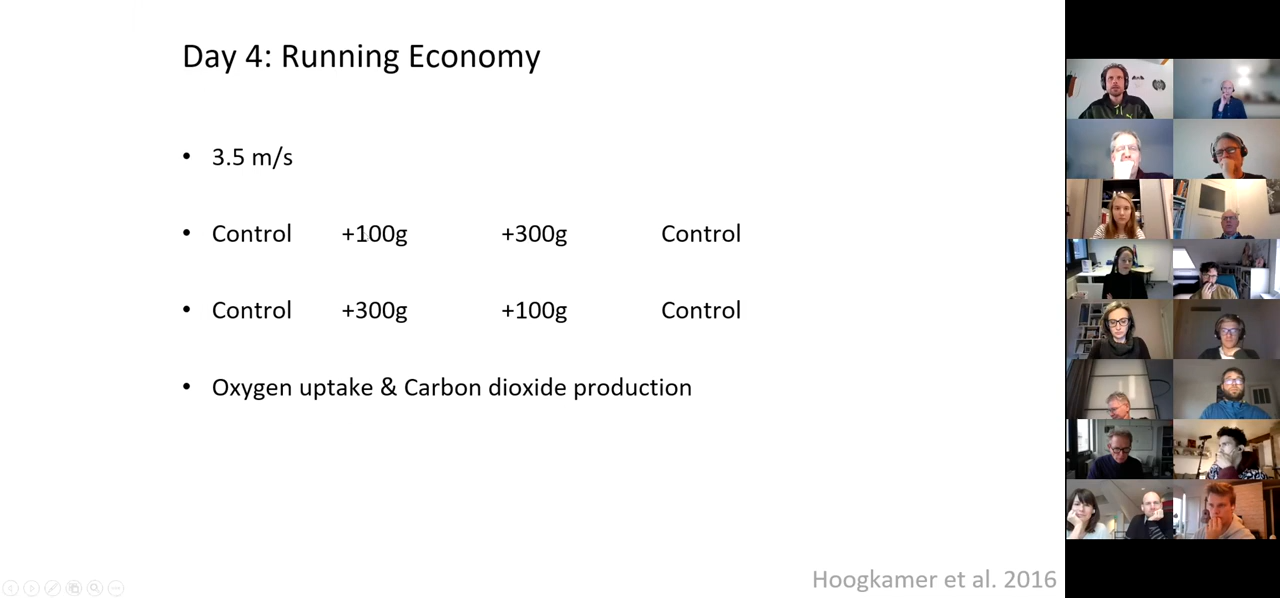 Day 4: Running Economy
• 3.5 m/s
• Control +100g +300g Control
• Control +300g +100g Control
• Oxygen uptake & Carbon dioxide production
Hoogkamer et al. 2016